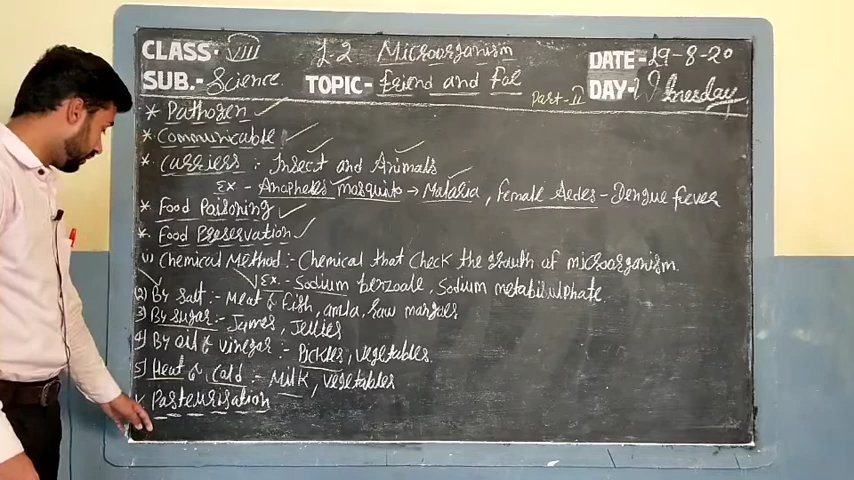 CLASS:- VIII L-2 Microorganism DATE-19-8-20
SUB.- Science. TOPIC- friend and foe Part-II DAY-
* Pathogen
* Communicable
* Carriers :- Insect and Animals
Ex - Anopheles mosquito → Malaria, Female Aedes - Dengue fever
* Food Poisoning
* Food Preservation
(1) Chemical Method :- Chemical that Check the growth of microorganism.
Ex. - Sodium benzoate, Sodium metabisulphate
(2) By Salt :- Meat & fish, amla, raw mangoes
3) By Sugar :- James, Jellies
4) By Oil & vinegar :- Pickles, vegetables.
5) Heat & Cold :- Milk, vegetables
Pasteurisation